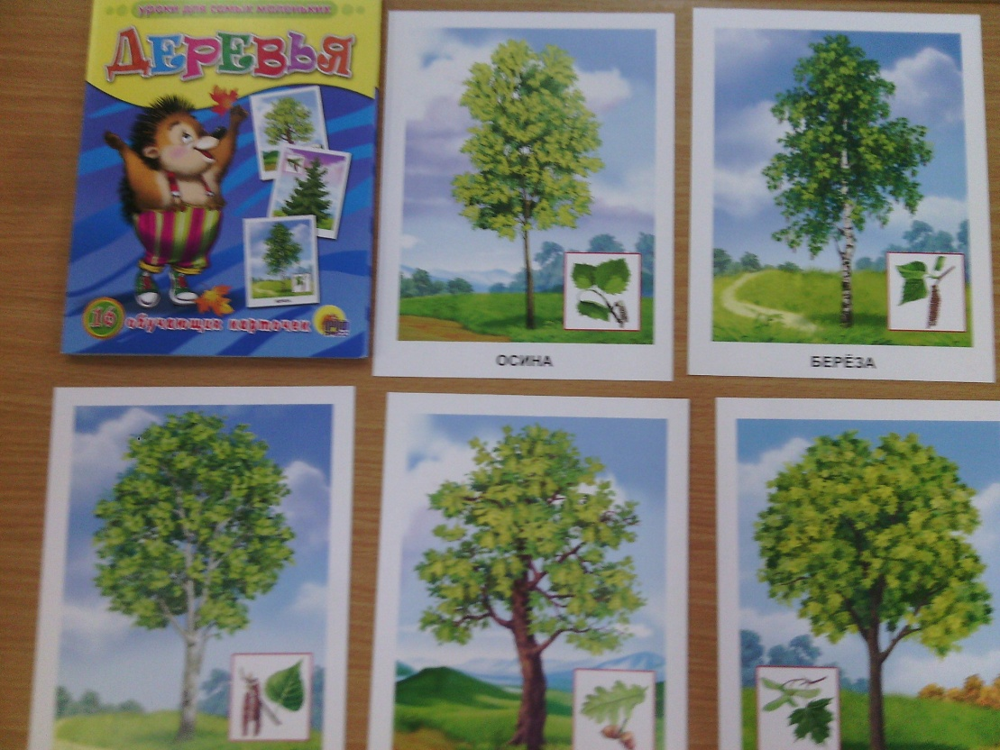 уроки для самых маленьких
ДЕРЕВЬЯ
16 обучающих карточек
ОСИНА
БЕРЁЗА